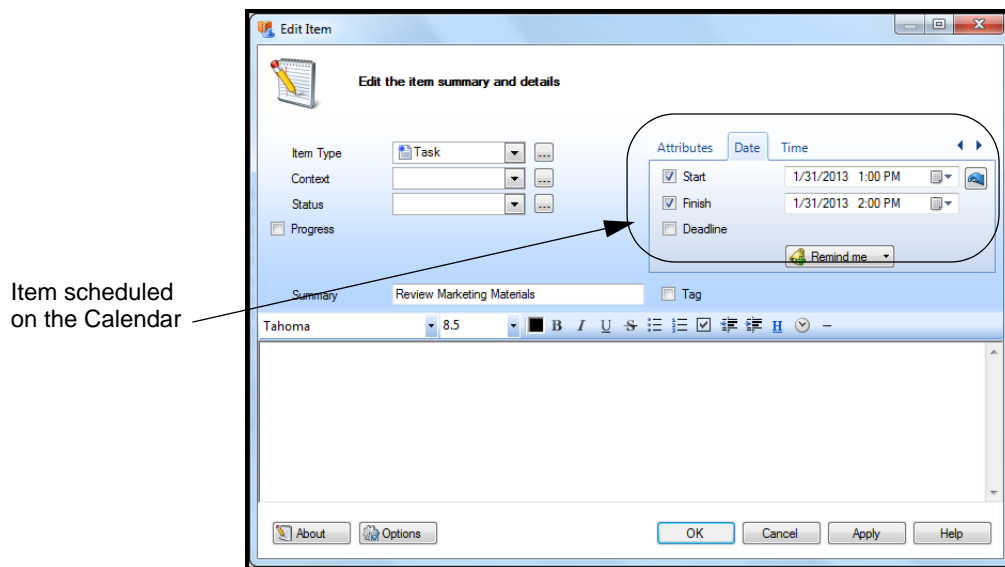 Edit Item
Edit the item summary and details
Item Type Task ...
Context ...
Status ...
Progress
Attributes Date Time
Start 1/31/2013 1:00 PM
Finish 1/31/2013 2:00 PM
Deadline
Remind me
Item scheduled
on the Calendar
Summary Review Marketing Materials Tag
Tahoma 8.5 B I U S H
About Options OK Cancel Apply Help